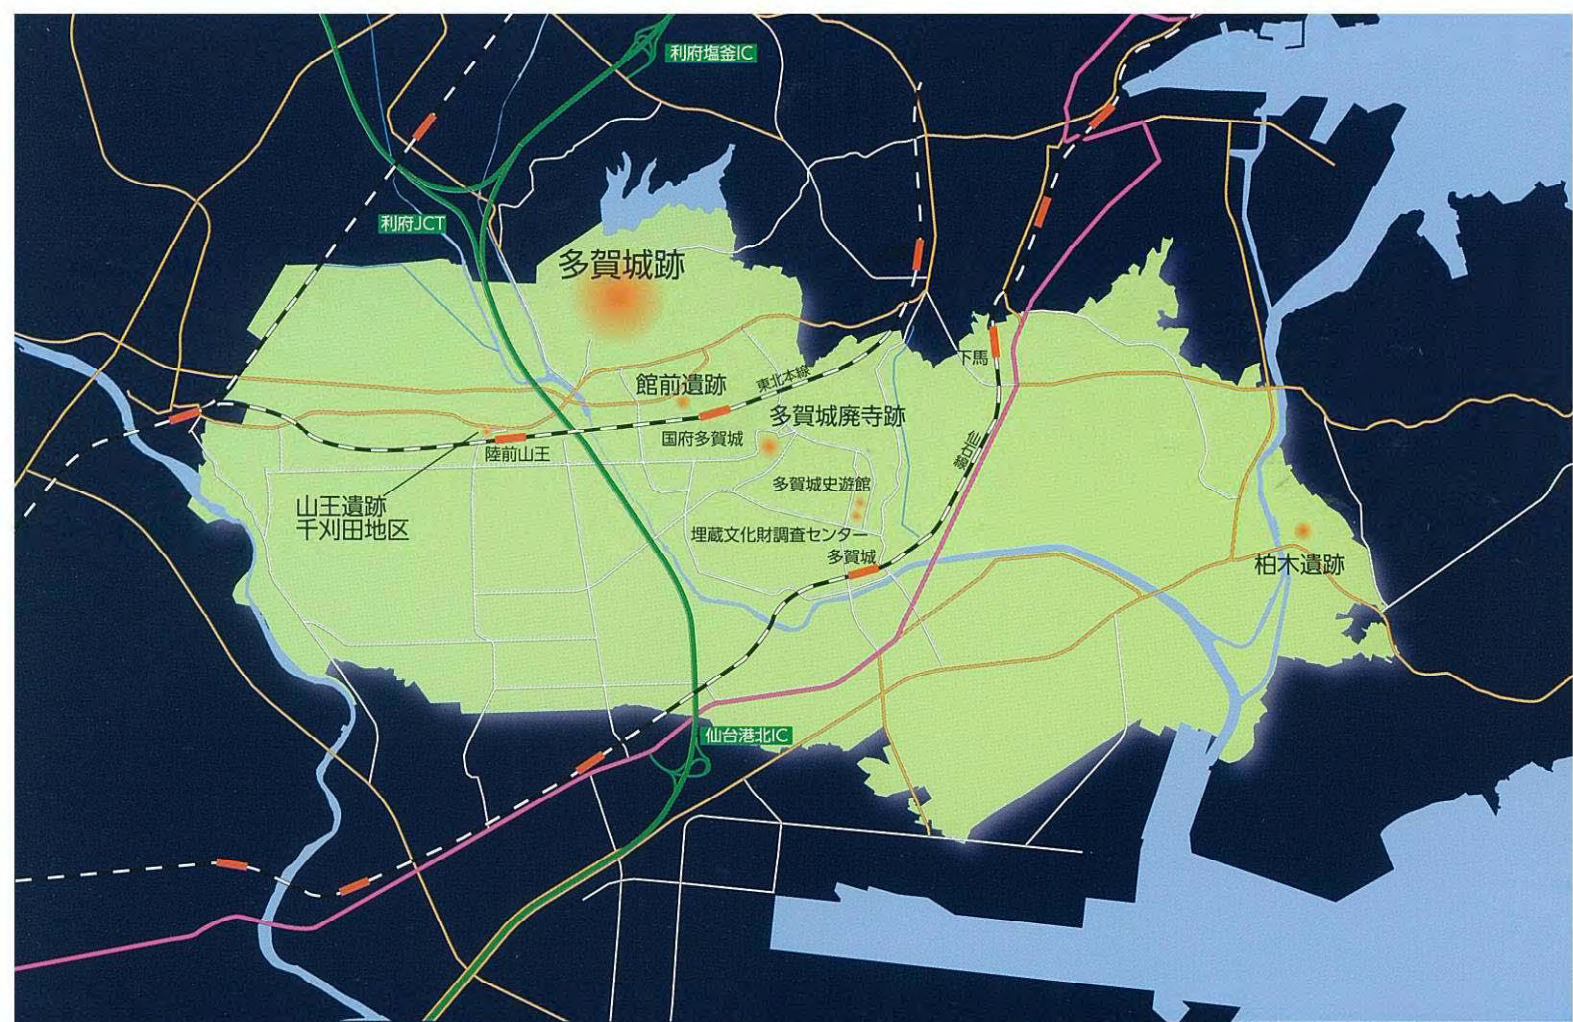 利府塩釜IC
利府JCT
多賀城跡
下馬
館前遺跡
東北本線
多賀城廃寺跡
国府多賀城
陸前山王
仙石線
多賀城史遊館
山王遺跡
千刈田地区
埋蔵文化財調査センター
多賀城
柏木遺跡
仙台港北IC